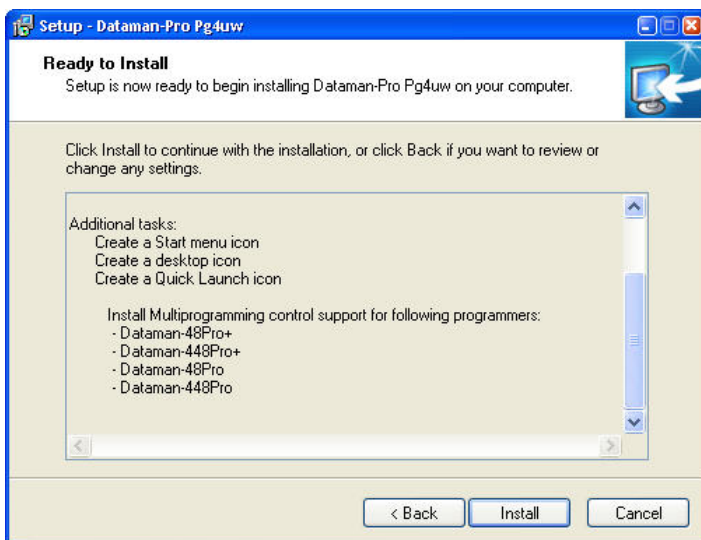 Setup - Dataman-Pro Pg4uw
Ready to Install
Setup is now ready to begin installing Dataman-Pro Pg4uw on your computer.
Click Install to continue with the installation, or click Back if you want to review or
change any settings.
Additional tasks:
Create a Start menu icon
Create a desktop icon
Create a Quick Launch icon
Install Multiprogramming control support for following programmers:
- Dataman-48Pro+
- Dataman-448Pro+
- Dataman-48Pro
- Dataman-448Pro
< Back
Install
Cancel